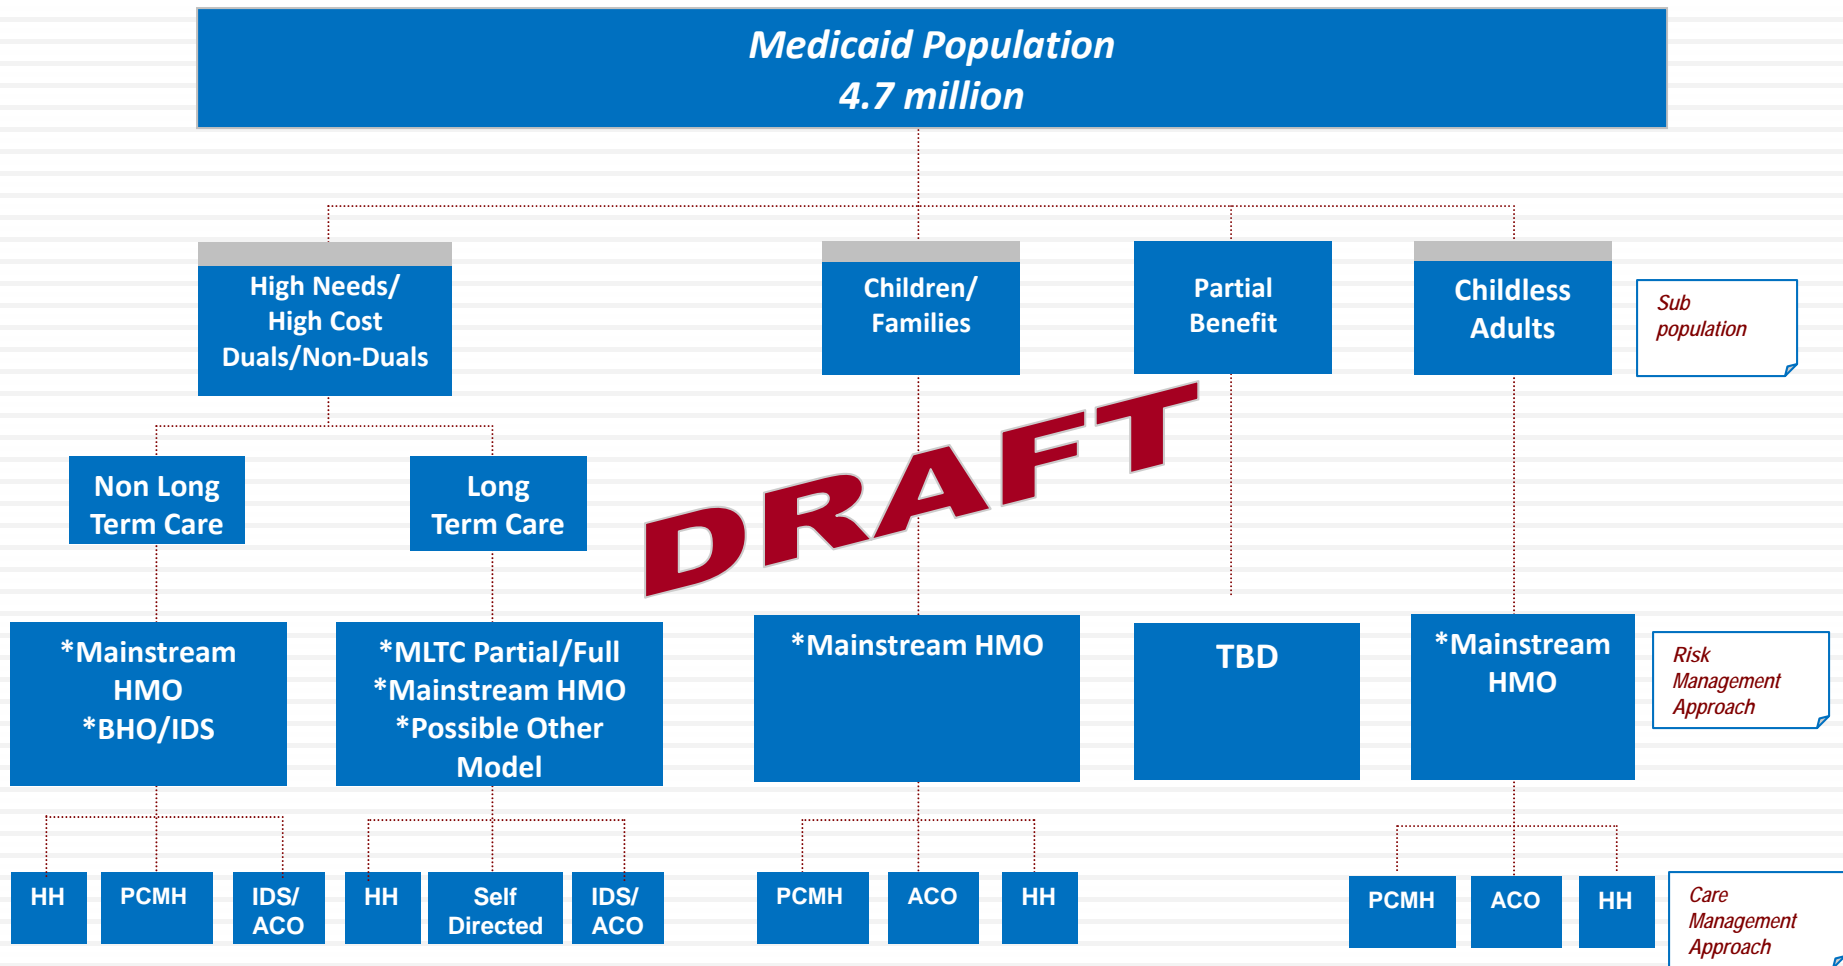 Medicaid Population
4.7 million
High Needs/
High Cost
Duals/Non-Duals
Children/
Families
Partial
Benefit
Childless
Adults
Sub
population
DRAFT
Non Long
Term Care
Long
Term Care
*Mainstream
HMO
*BHO/IDS
*MLTC Partial/Full
*Mainstream HMO
*Possible Other
Model
*Mainstream HMO
TBD
*Mainstream
HMO
Risk
Management
Approach
HH
PCMH
IDS/
ACO
HH
Self
Directed
IDS/
ACO
PCMH
ACO
HH
PCMH
ACO
HH
Care
Management
Approach